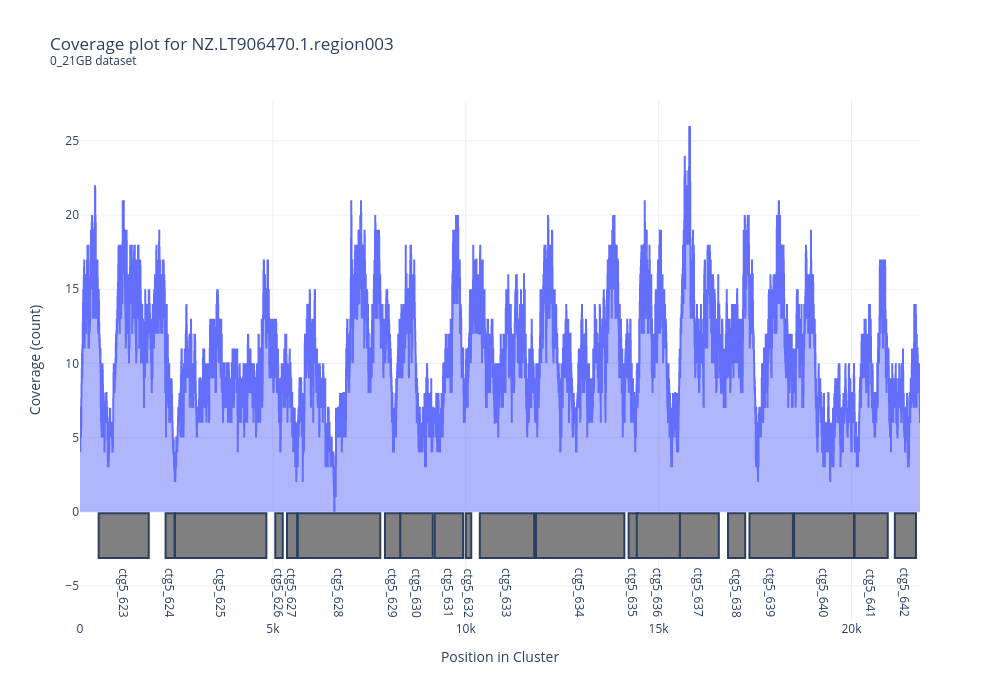 Coverage plot for NZ.LT906470.1.region003
0_21GB dataset
25
20
15
10
5
0
−5
Coverage (count)
ctg5_623
ctg5_624
ctg5_625
ctg5_626
ctg5_627
ctg5_628
ctg5_629
ctg5_630
ctg5_631
ctg5_632
ctg5_633
ctg5_634
ctg5_635
ctg5_636
ctg5_637
ctg5_638
ctg5_639
ctg5_640
ctg5_641
ctg5_642
0
5k
10k
15k
20k
Position in Cluster